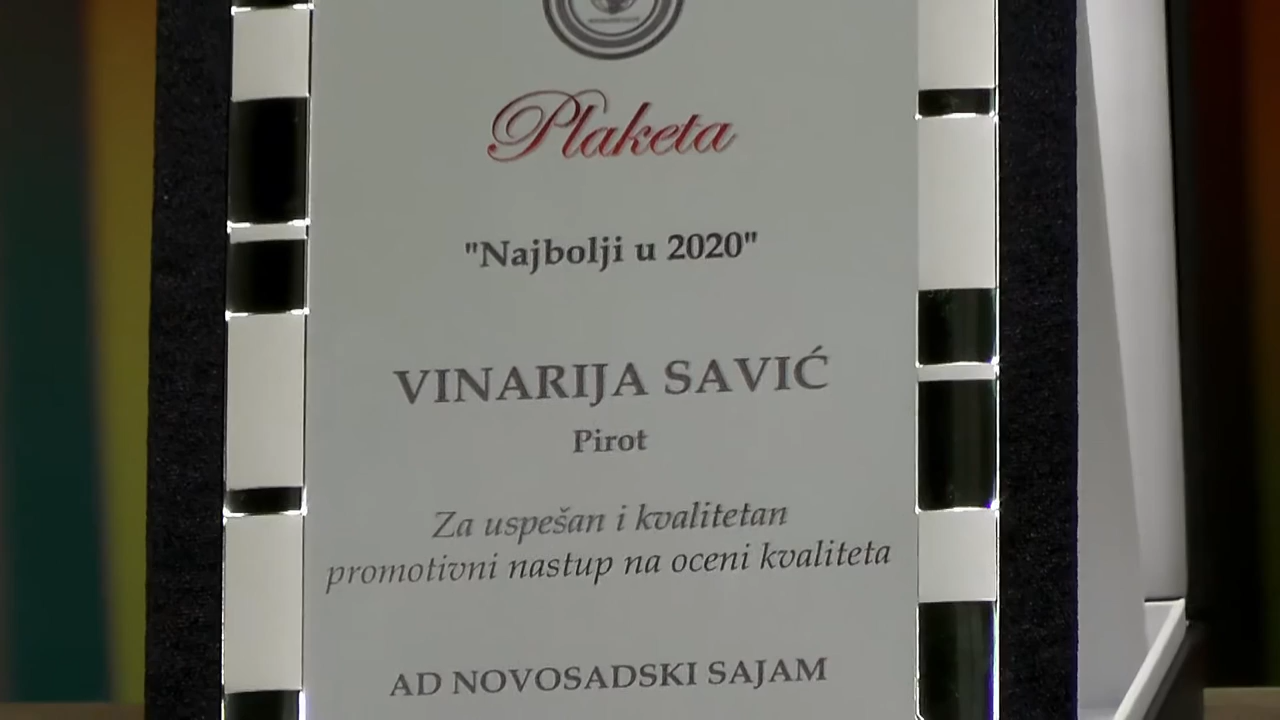 Plaketa
"Najbolji u 2020"
VINARIJA SAVIĆ
Pirot
Za uspešan i kvalitetan
promotivni nastup na oceni kvaliteta
AD NOVOSADSKI SAJAM